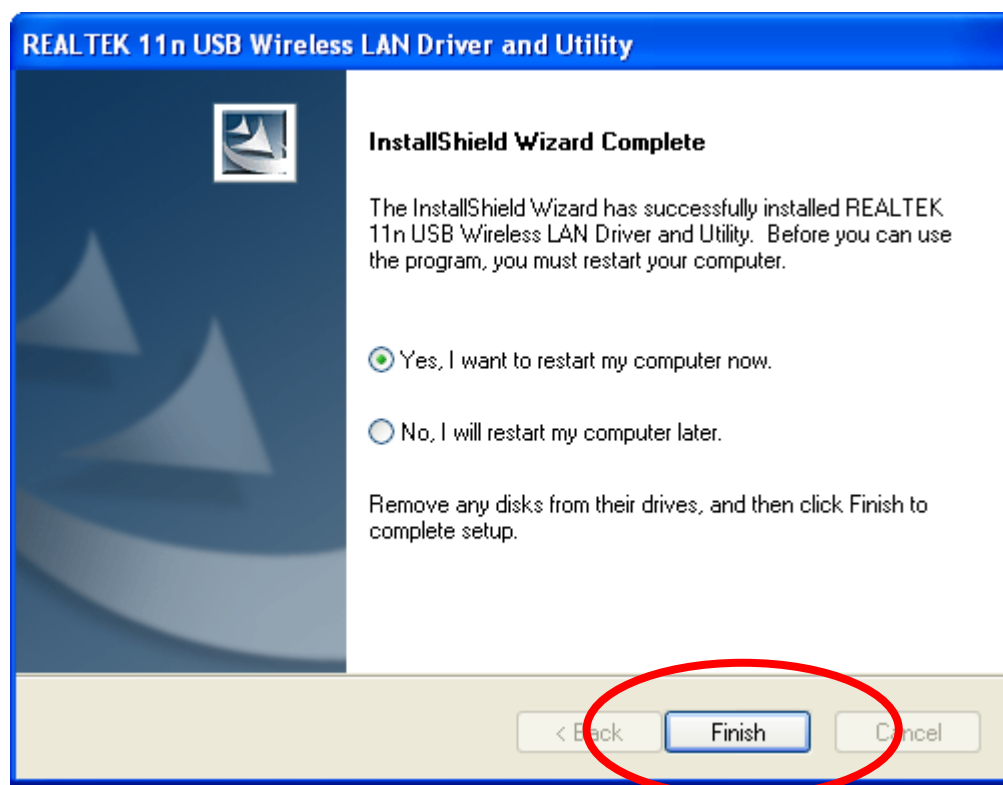 REALTEK 11n USB Wireless LAN Driver and Utility
InstallShield Wizard Complete
The InstallShield Wizard has successfully installed REALTEK
11n USB Wireless LAN Driver and Utility.  Before you can use
the program, you must restart your computer.
Yes, I want to restart my computer now.
No, I will restart my computer later.
Remove any disks from their drives, and then click Finish to
complete setup.
< Back Finish Cancel